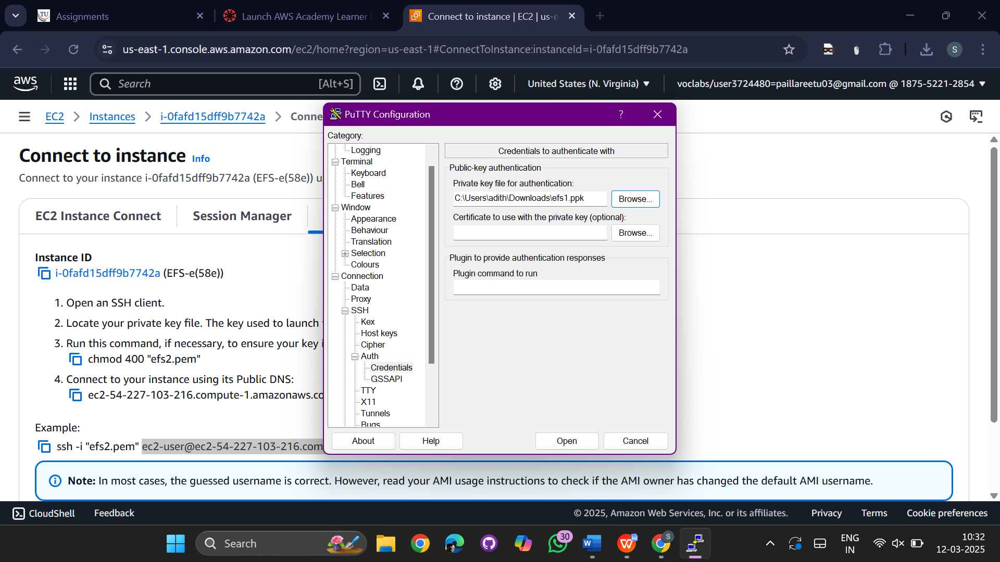 Assignments
Launch AWS Academy Learner
Connect to instance | EC2 | us-e
us-east-1.console.aws.amazon.com/ec2/home?region=us-east-1#ConnectToInstance:instanceId=i-0fafd15dff9b7742a
S
aws
Search
[Alt+S]
United States (N. Virginia)
voclabs/user3724480=paillareetu03@gmail.com @ 1875-5221-2854
EC2
Instances
i-0fafd15dff9b7742a
Conne
Connect to instance Info
Connect to your instance i-0fafd15dff9b7742a (EFS-e(58e)) u
EC2 Instance Connect
Session Manager
Instance ID
i-0fafd15dff9b7742a (EFS-e(58e))
1. Open an SSH client.
2. Locate your private key file. The key used to launch
3. Run this command, if necessary, to ensure your key i
chmod 400 "efs2.pem"
4. Connect to your instance using its Public DNS:
ec2-54-227-103-216.compute-1.amazonaws.co
Example:
ssh -i "efs2.pem" ec2-user@ec2-54-227-103-216.com
Note: In most cases, the guessed username is correct. However, read your AMI usage instructions to check if the AMI owner has changed the default AMI username.
PuTTY Configuration
?
Category:
Logging
Terminal
Keyboard
Bell
Features
Window
Appearance
Behaviour
Translation
Selection
Colours
Connection
Data
Proxy
SSH
Kex
Host keys
Cipher
Auth
Credentials
GSSAPI
TTY
X11
Tunnels
Bugs
Credentials to authenticate with
Public-key authentication
Private key file for authentication:
C:\Users\adith\Downloads\efs1.ppk
Browse...
Certificate to use with the private key (optional):
Browse...
Plugin to provide authentication responses
Plugin command to run
About
Help
Open
Cancel
CloudShell
Feedback
© 2025, Amazon Web Services, Inc. or its affiliates.
Privacy
Terms
Cookie preferences
Search
30
S
ENG
IN
10:32
12-03-2025